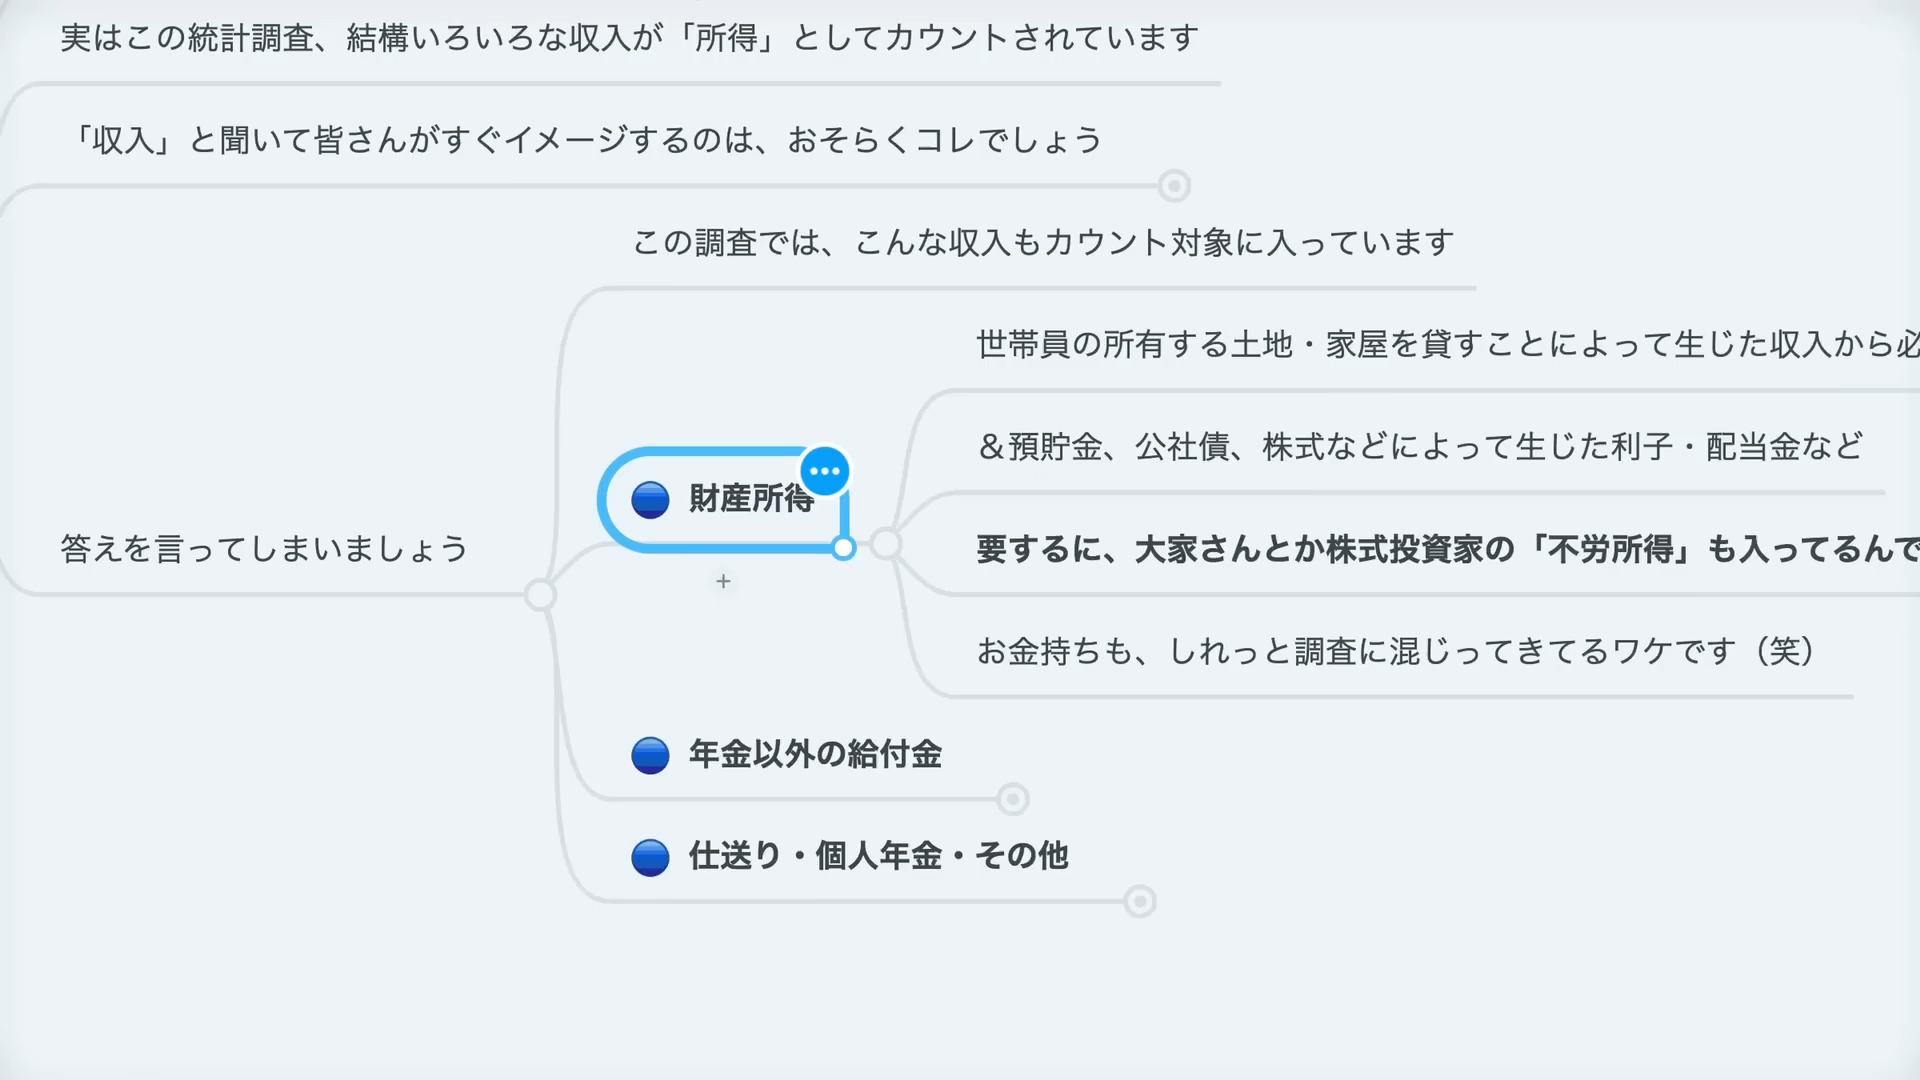 実はこの統計調査、結構いろいろな収入が「所得」としてカウントされています
「収入」と聞いて皆さんがすぐイメージするのは、おそらくコレでしょう
答えを言ってしまいましょう
この調査では、こんな収入もカウント対象に入っています
財産所得
世帯員の所有する土地・家屋を貸すことによって生じた収入から必
＆預貯金、公社債、株式などによって生じた利子・配当金など
要するに、大家さんとか株式投資家の「不労所得」も入ってるんで
お金持ちも、しれっと調査に混じってきてるワケです（笑）
年金以外の給付金
仕送り・個人年金・その他